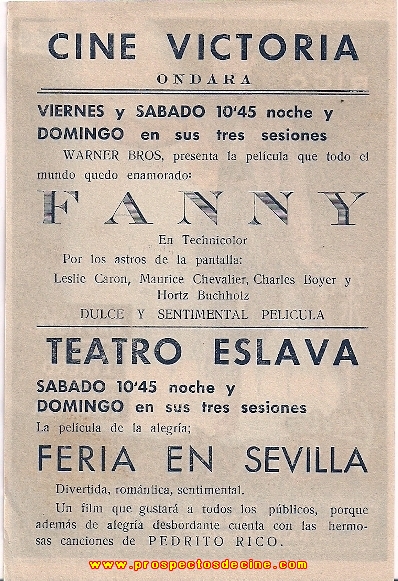 CINE VICTORIA
ONDARA
VIERNES y SABADO 10'45 noche y
DOMINGO en sus tres sesiones
WARNER BROS, presenta la película que todo el
mundo quedo enamorado:
FANNY
En Technicolor
Por los astros de la pantalla:
Leslie Caron, Maurice Chevalier, Charles Boyer y
Hortz Buchholz
DULCE Y SENTIMENTAL PELICULA
TEATRO ESLAVA
SABADO 10'45 noche y
DOMINGO en sus tres sesiones
La película de la alegría;
FERIA EN SEVILLA
Divertida, romántica, sentimental.
Un film que gustará a todos los públicos, porque
además de alegría desbordante cuenta con las hermo-
sas canciones de PEDRITO RICO.
www.prospectosdecine.com